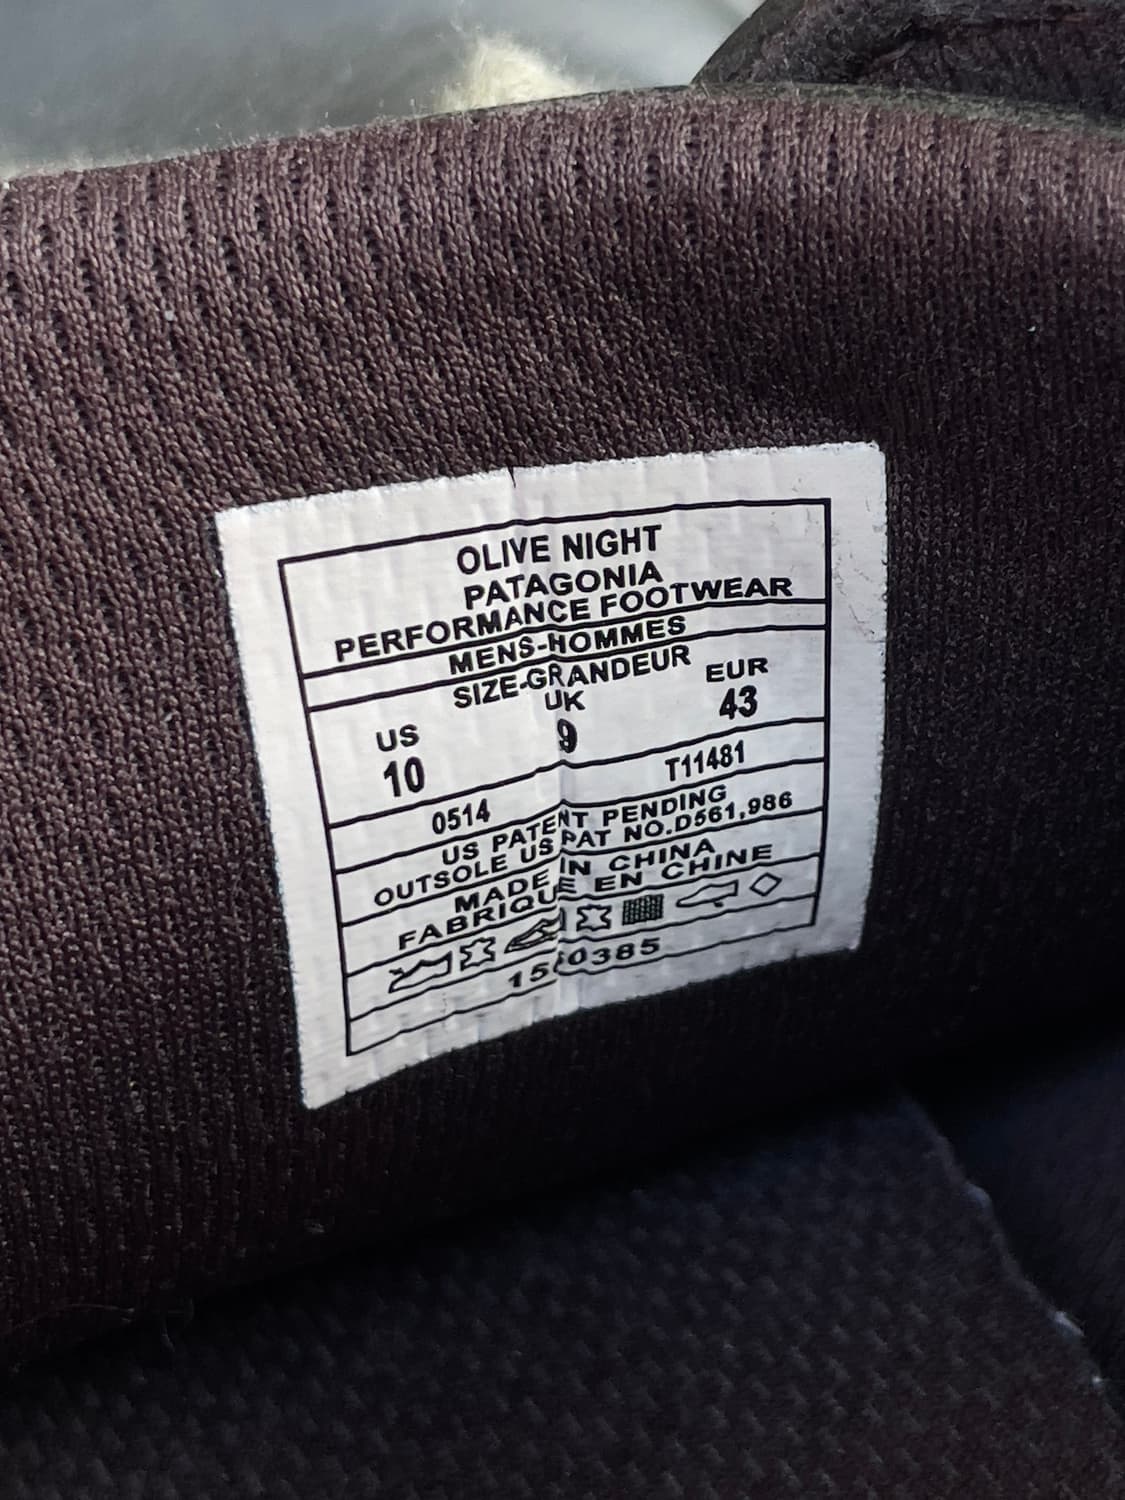 OLIVE NIGHT
PATAGONIA
PERFORMANCE FOOTWEAR
MENS-HOMMES
SIZE-GRANDEUR
US UK EUR
10 9 43
0514 T11481
US PATENT PENDING
OUTSOLE US PAT NO.D561,986
MADE IN CHINA
FABRIQUE EN CHINE